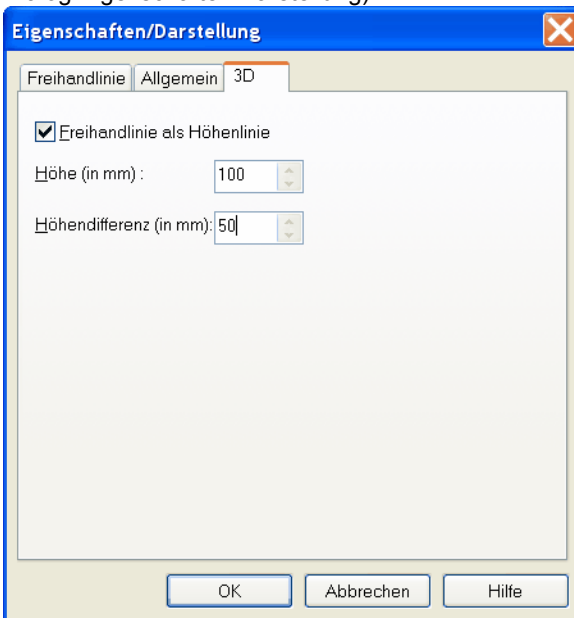 Eigenschaften/Darstellung
Freihandlinie Allgemein 3D
Freihandlinie als Höhenlinie
Höhe (in mm) : 100
Höhendifferenz (in mm): 50
OK Abbrechen Hilfe